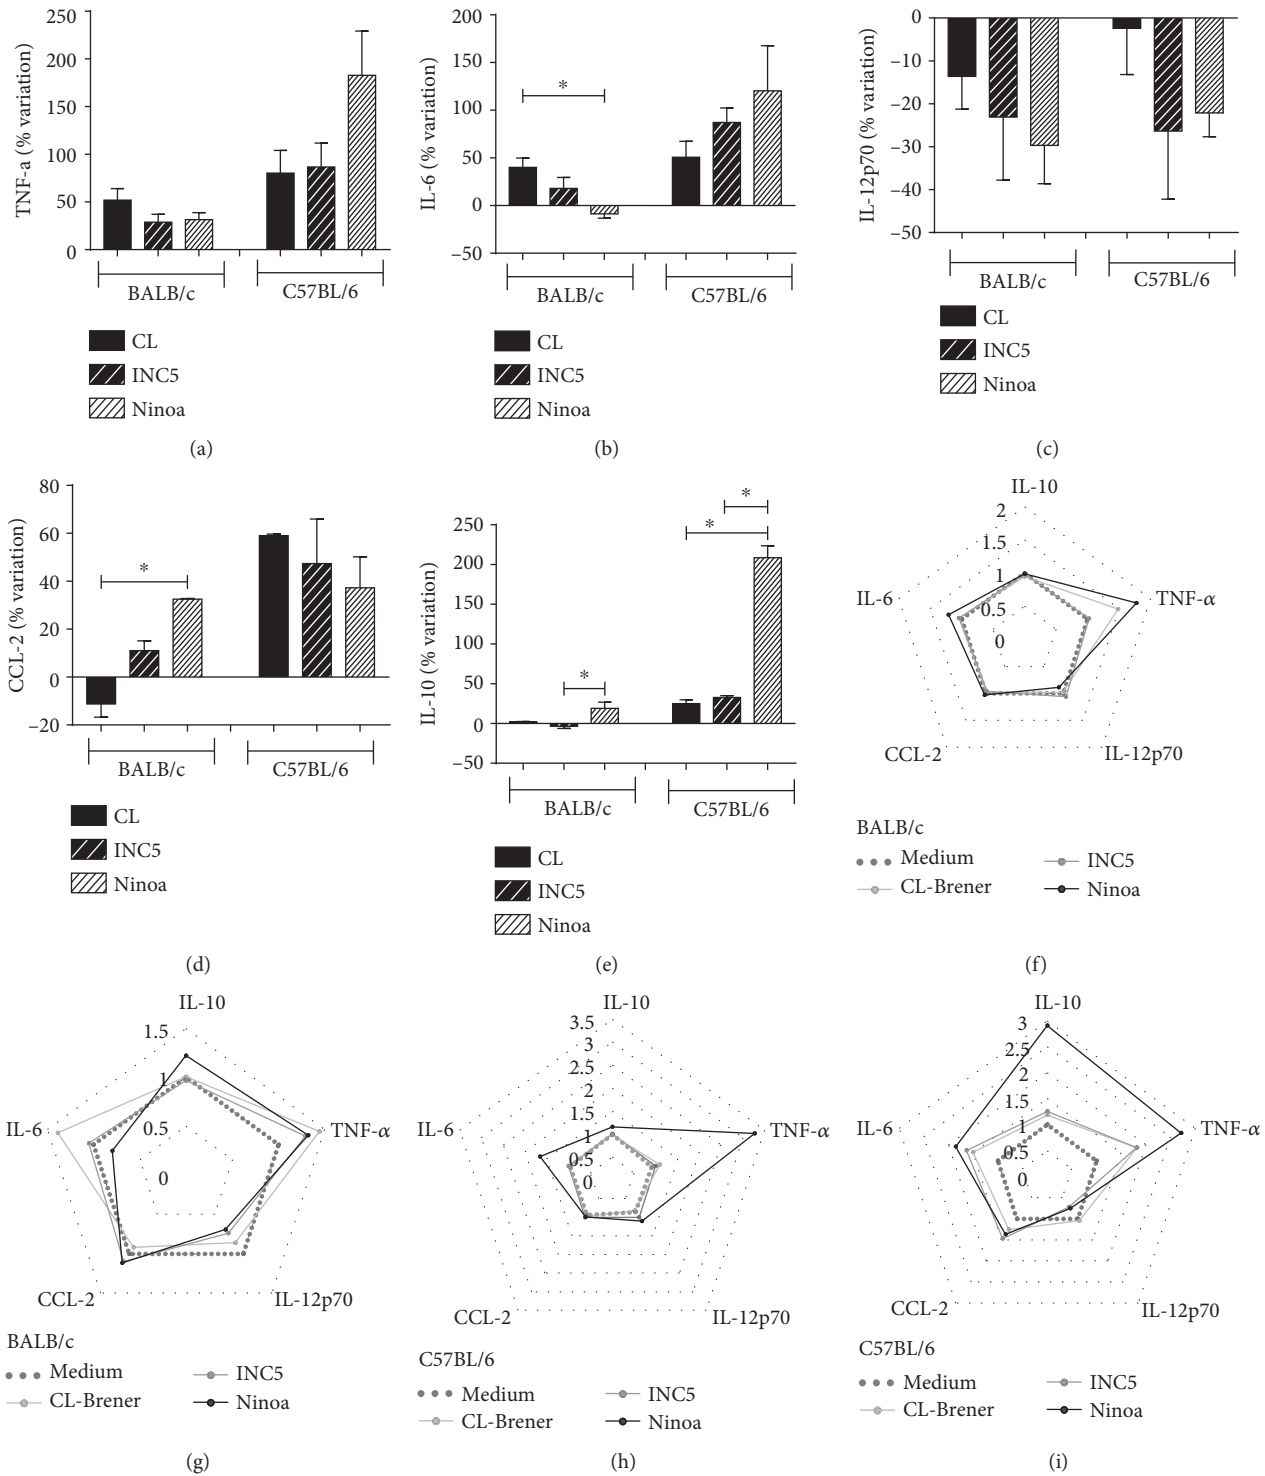 TNF-a (% variation)
250
200
150
100
50
0
BALB/c
C57BL/6
CL
INC5
Ninoa
(a)
IL-6 (% variation)
200
150
100
50
0
−50
*
BALB/c
C57BL/6
CL
INC5
Ninoa
(b)
IL-12p70 (% variation)
0
−10
−20
−30
−40
−50
BALB/c
C57BL/6
CL
INC5
Ninoa
(c)
CCL-2 (% variation)
80
60
40
20
0
−20
*
BALB/c
C57BL/6
CL
INC5
Ninoa
(d)
IL-10 (% variation)
250
200
150
100
50
0
−50
*
*
*
BALB/c
C57BL/6
CL
INC5
Ninoa
(e)
IL-10
2
1.5
1
0.5
0
IL-6
TNF-α
CCL-2
IL-12p70
BALB/c
Medium
INC5
CL-Brener
Ninoa
(f)
IL-10
1.5
1
0.5
0
IL-6
TNF-α
CCL-2
IL-12p70
BALB/c
Medium
INC5
CL-Brener
Ninoa
(g)
IL-10
3.5
3
2.5
2
1.5
1
0.5
0
IL-6
TNF-α
CCL-2
IL-12p70
C57BL/6
Medium
INC5
CL-Brener
Ninoa
(h)
IL-10
3
2.5
2
1.5
1
0.5
0
IL-6
TNF-α
CCL-2
IL-12p70
C57BL/6
Medium
INC5
CL-Brener
Ninoa
(i)